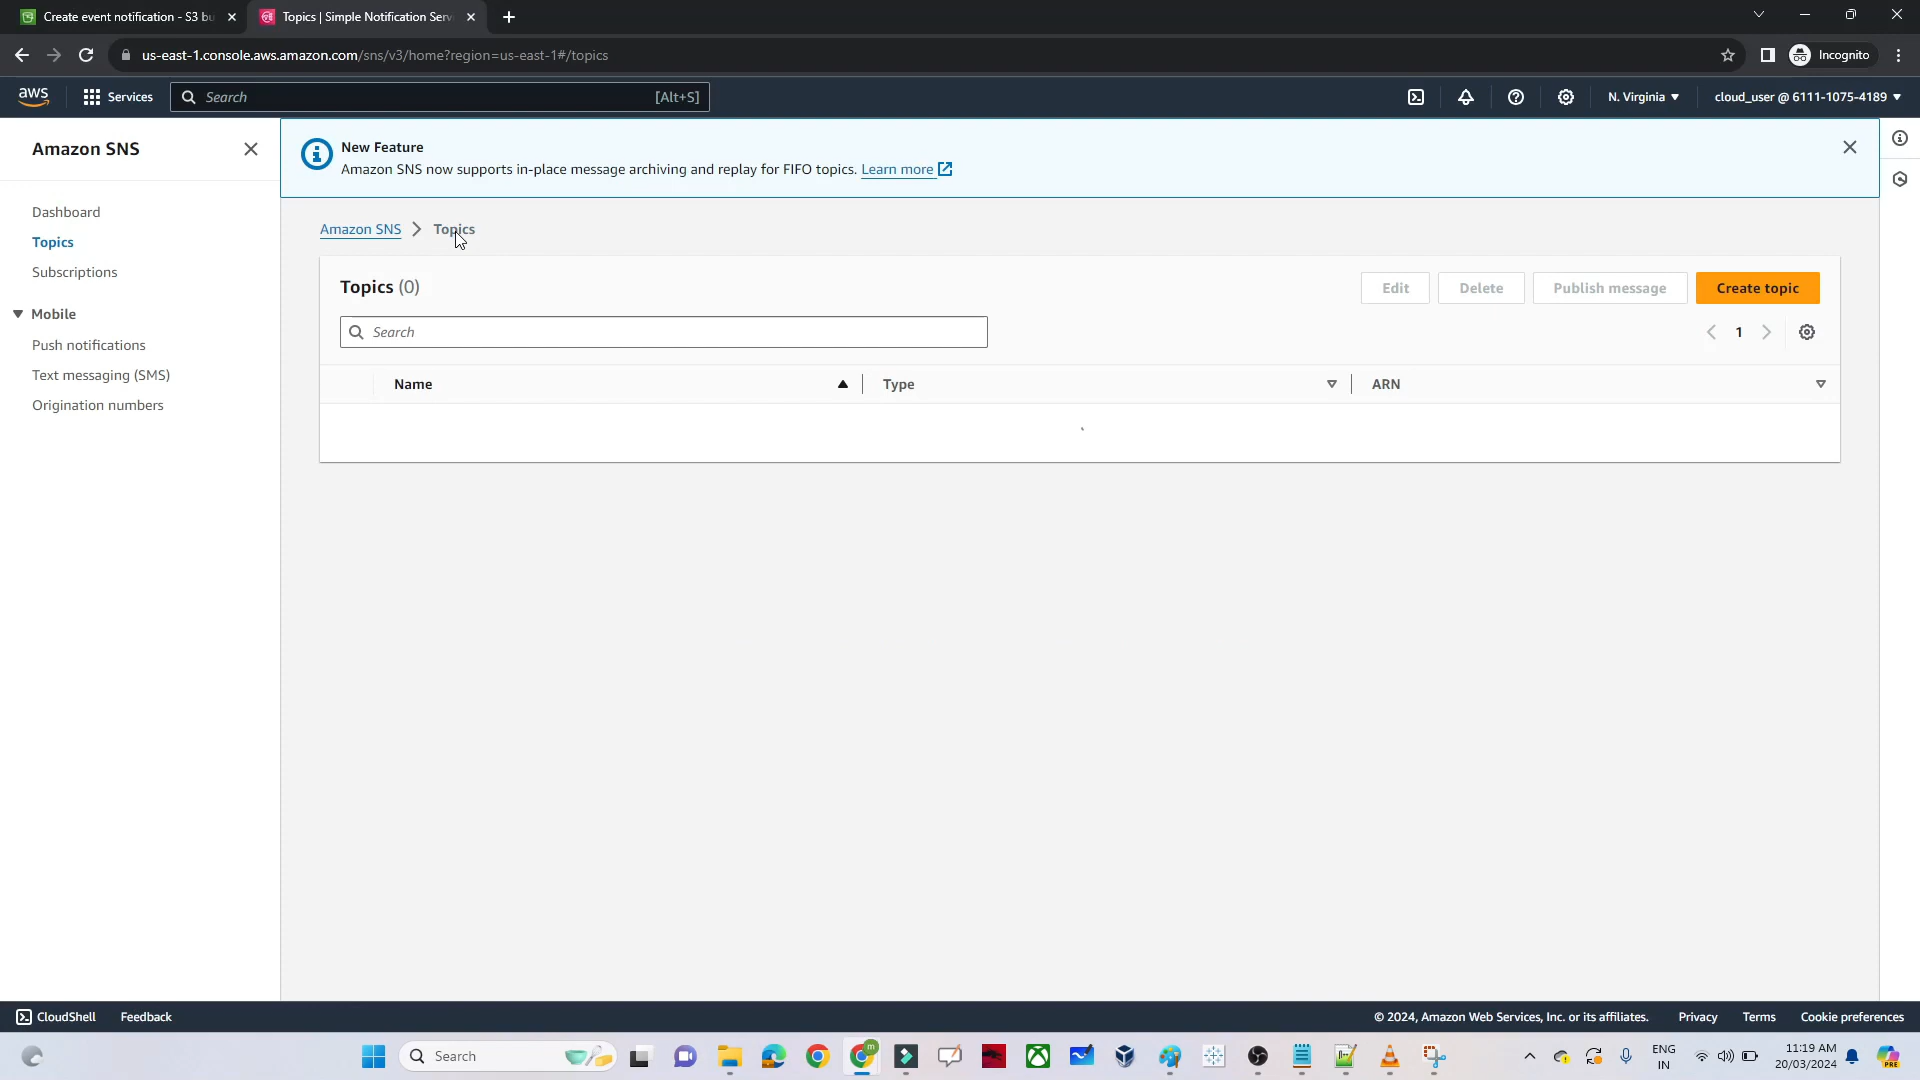 Create event notification - S3 bu
Topics | Simple Notification Serv
us-east-1.console.aws.amazon.com/sns/v3/home?region=us-east-1#/topics
Incognito
aws
Services
Search
[Alt+S]
N. Virginia
cloud_user @ 6111-1075-4189
Amazon SNS
Dashboard
Topics
Subscriptions
Mobile
Push notifications
Text messaging (SMS)
Origination numbers
New Feature
Amazon SNS now supports in-place message archiving and replay for FIFO topics. Learn more
Amazon SNS > Topics
Topics (0)
Edit
Delete
Publish message
Create topic
Search
1
Name
Type
ARN
CloudShell
Feedback
© 2024, Amazon Web Services, Inc. or its affiliates.
Privacy
Terms
Cookie preferences
Search
m
ENG
IN
11:19 AM
20/03/2024
PRE